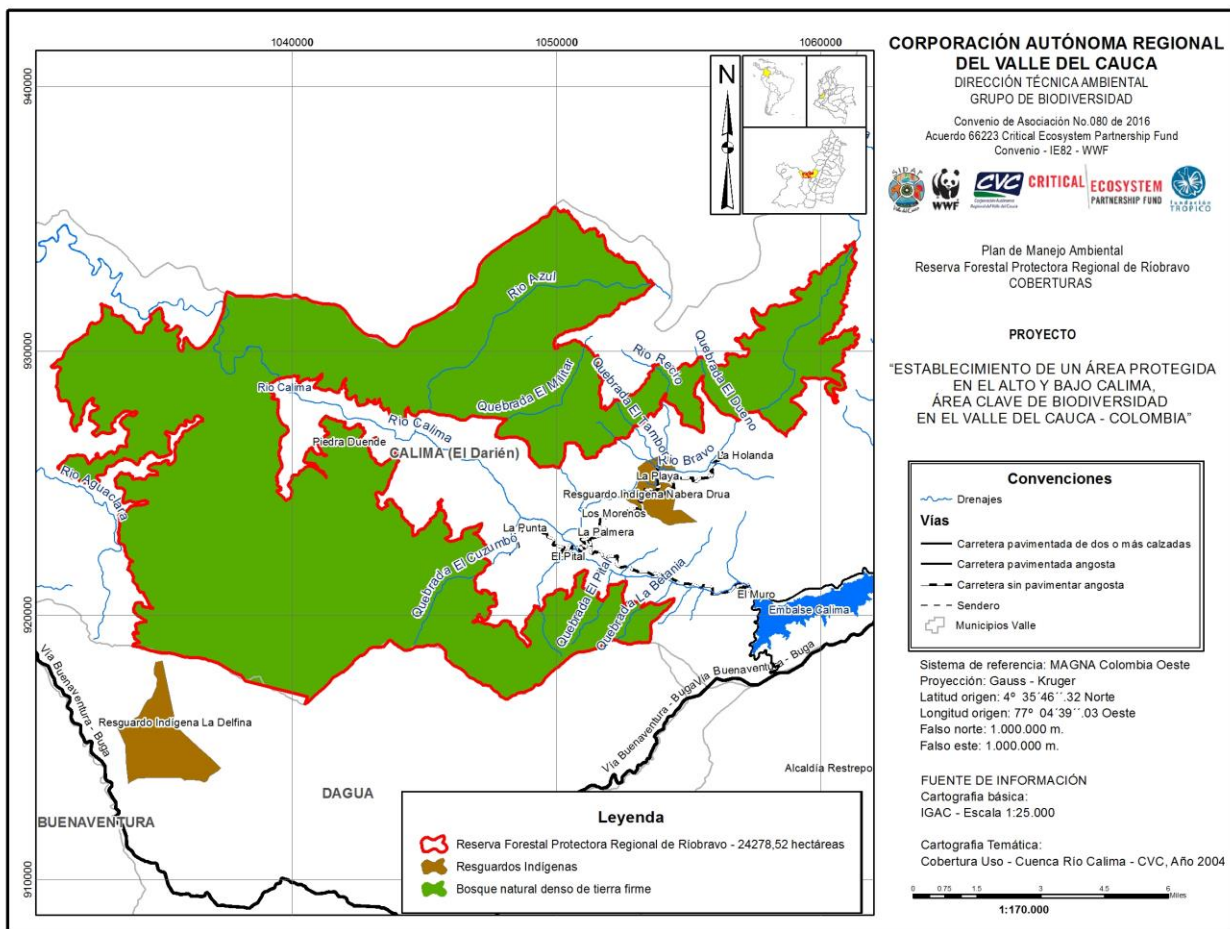 1040000
1050000
1060000
940000
930000
920000
910000
N
Río Azul
Río Calima
Río Calima
Quebrada El Militar
Quebrada El Tambor
Río Recio
Quebrada El Dueno
Río Bravo
La Holanda
Piedra Duende
CALIMA (El Darién)
La Playa
Resguardo Indígena Nabera Drua
Río Aguaclara
Los Morenos
La Punta
La Palmera
El Pital
Quebrada El Cuzumbó
Quebrada El Pital
Quebrada La Betania
El Muro
Embalse Calima
Vía Buenaventura - Buga
Vía Buenaventura - Buga
Vía Buenaventura - Buga
Resguardo Indígena La Delfina
Alcaldía Restrepo
DAGUA
BUENAVENTURA
Leyenda
Reserva Forestal Protectora Regional de Ríobravo - 24278,52 hectáreas
Resguardos Indígenas
Bosque natural denso de tierra firme
CORPORACIÓN AUTÓNOMA REGIONAL
DEL VALLE DEL CAUCA
DIRECCIÓN TÉCNICA AMBIENTAL
GRUPO DE BIODIVERSIDAD
Convenio de Asociación No.080 de 2016
Acuerdo 66223 Critical Ecosystem Partnership Fund
Convenio - IE82 - WWF
SIDAP
WWF
CVC
CRITICAL ECOSYSTEM
PARTNERSHIP FUND
fundación
TROPICO
Plan de Manejo Ambiental
Reserva Forestal Protectora Regional de Ríobravo
COBERTURAS
PROYECTO
“ESTABLECIMIENTO DE UN ÁREA PROTEGIDA
EN EL ALTO Y BAJO CALIMA,
ÁREA CLAVE DE BIODIVERSIDAD
EN EL VALLE DEL CAUCA - COLOMBIA”
Convenciones
Drenajes
Vías
Carretera pavimentada de dos o más calzadas
Carretera pavimentada angosta
Carretera sin pavimentar angosta
Sendero
Municipios Valle
Sistema de referencia: MAGNA Colombia Oeste
Proyección: Gauss - Kruger
Latitud origen: 4º 35´46´´.32 Norte
Longitud origen: 77º 04´39´´.03 Oeste
Falso norte: 1.000.000 m.
Falso este: 1.000.000 m.
FUENTE DE INFORMACIÓN
Cartografia básica:
IGAC - Escala 1:25.000
Cartografia Temática:
Cobertura Uso - Cuenca Río Calima - CVC, Año 2004
0 0.75 1.5 3 4.5 6
Miles
1:170.000